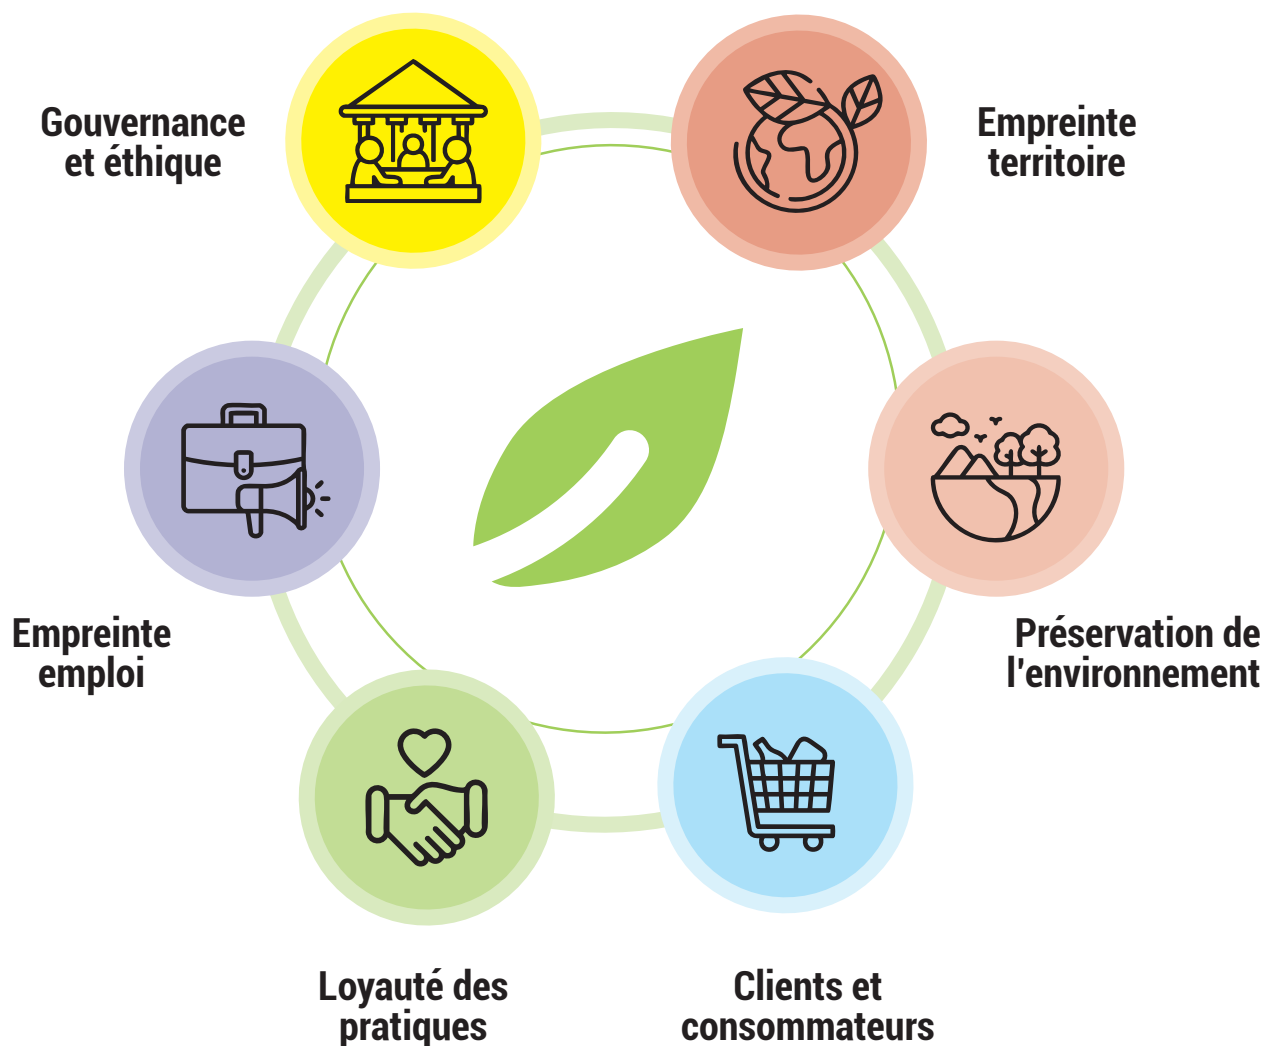 Gouvernance
et éthique
Empreinte
territoire
Empreinte
emploi
Préservation de
l'environnement
Loyauté des
pratiques
Clients et
consommateurs